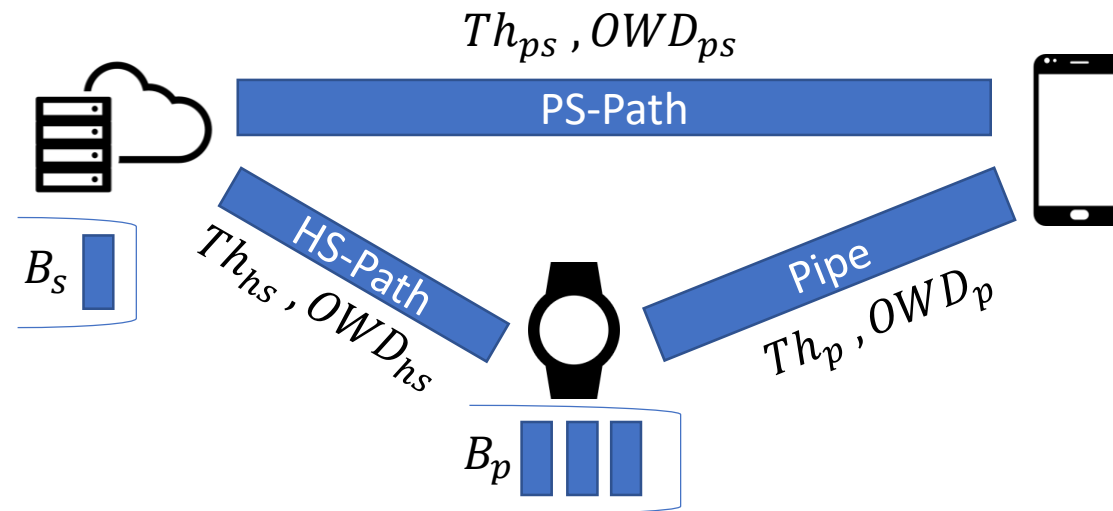 Th_ps , OWD_ps
PS-Path
HS-Path
Th_hs , OWD_hs
Pipe
Th_p , OWD_p
B_s
B_p